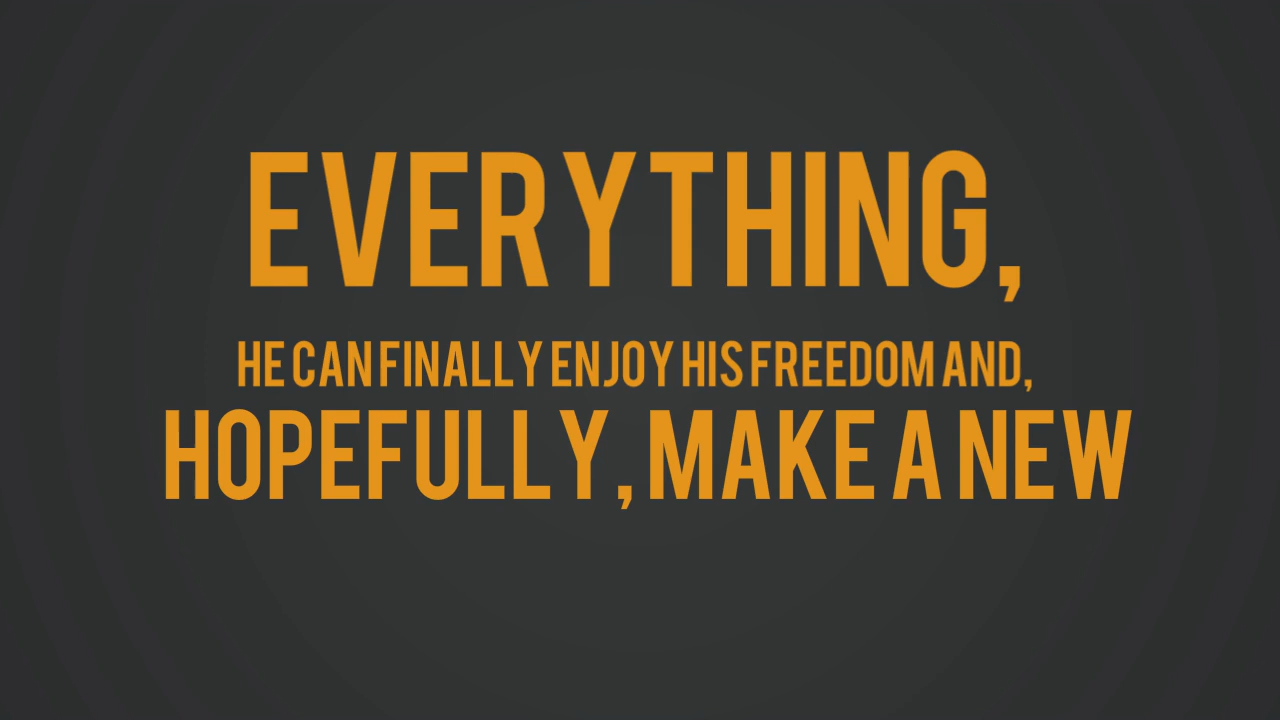 EVERYTHING,
HE CAN FINALLY ENJOY HIS FREEDOM AND,
HOPEFULLY, MAKE A NEW